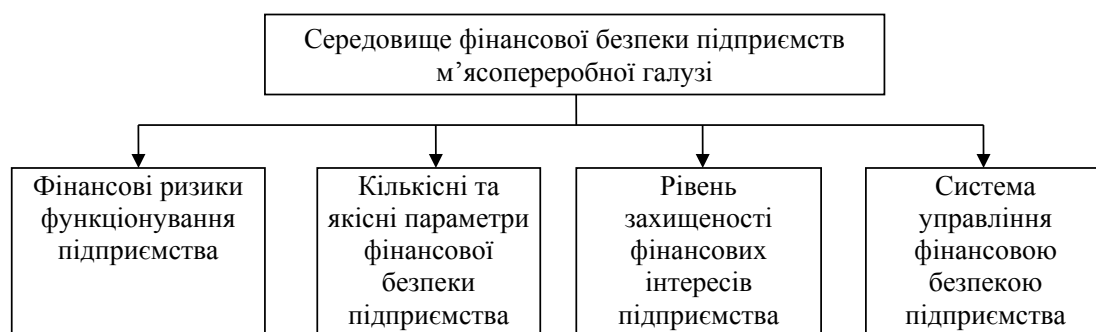 Середовище фінансової безпеки підприємств
м’ясопереробної галузі
Фінансові ризики
функціонування
підприємства
Кількісні та
якісні параметри
фінансової
безпеки
підприємства
Рівень
захищеності
фінансових
інтересів
підприємства
Система
управління
фінансовою
безпекою
підприємства